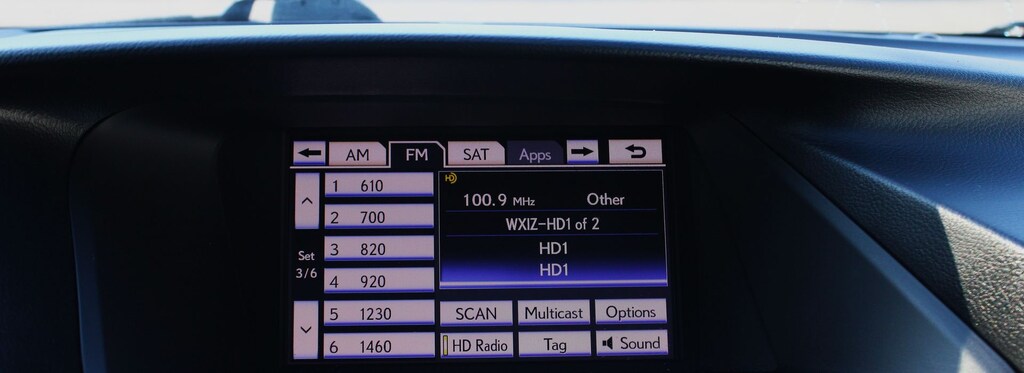 AM FM SAT Apps
1 610
2 700
3 820
4 920
5 1230
6 1460
Set
3/6
HD
100.9 MHz Other
WXIZ-HD1 of 2
HD1
HD1
SCAN Multicast Options
HD Radio Tag Sound